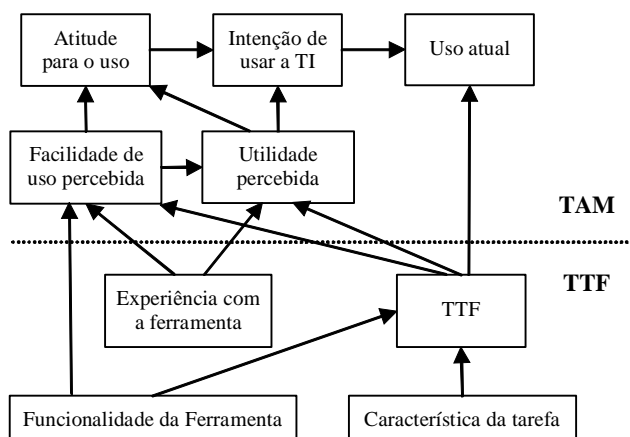 Atitude
para o uso
Intenção de
usar a TI
Uso atual
Facilidade de
uso percebida
Utilidade
percebida
TAM
TTF
Experiência com
a ferramenta
TTF
Funcionalidade da Ferramenta
Característica da tarefa